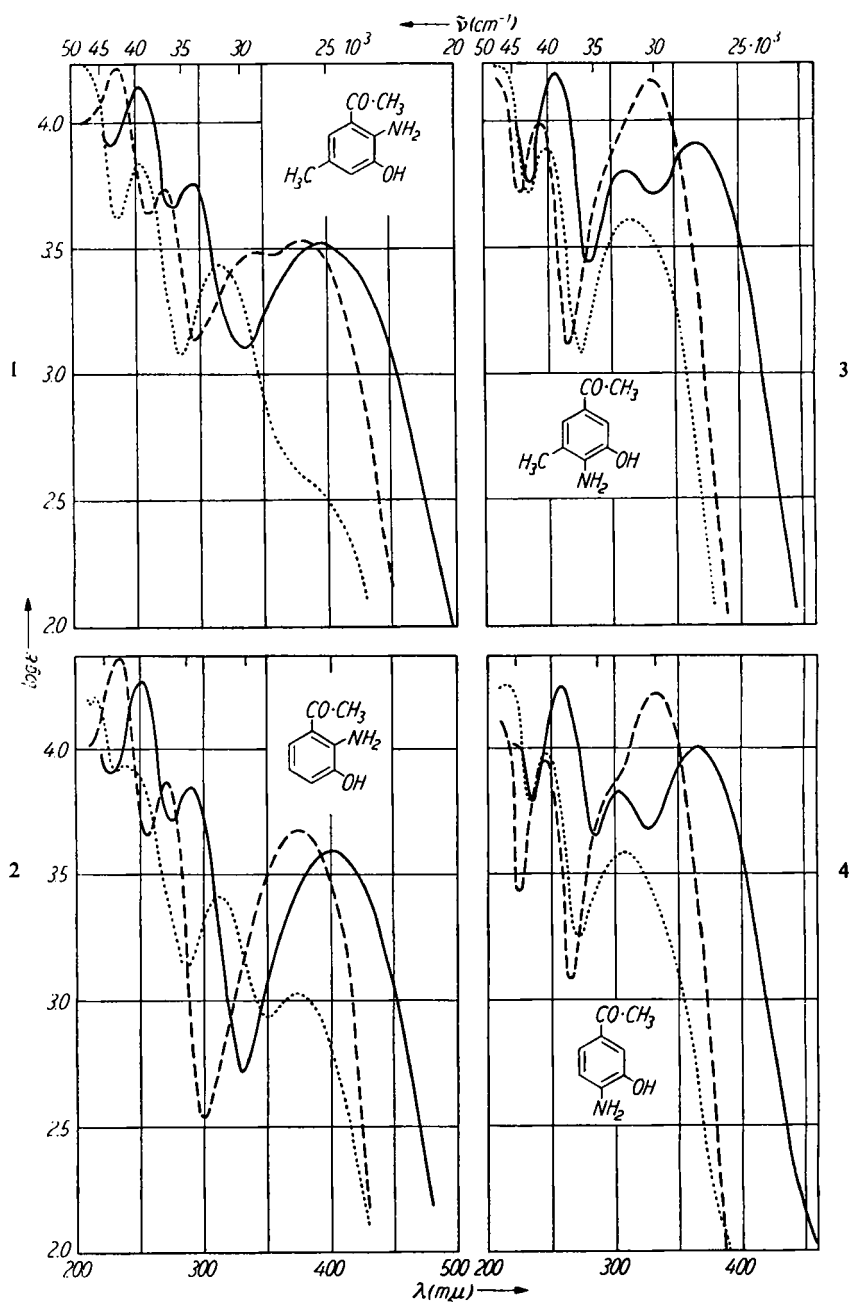 ν̃(cm⁻¹)
50 45 40 35 30 25 10³ 20
50 45 40 35 30 25·10³
4.0
3.5
3.0
2.5
2.0
CO·CH₃
NH₂
OH
H₃C
1
CO·CH₃
H₃C
OH
NH₂
3
logε
4.0
3.5
3.0
2.5
2.0
CO·CH₃
NH₂
OH
2
CO·CH₃
OH
NH₂
4
200 300 400 500
200 300 400
λ(mμ)